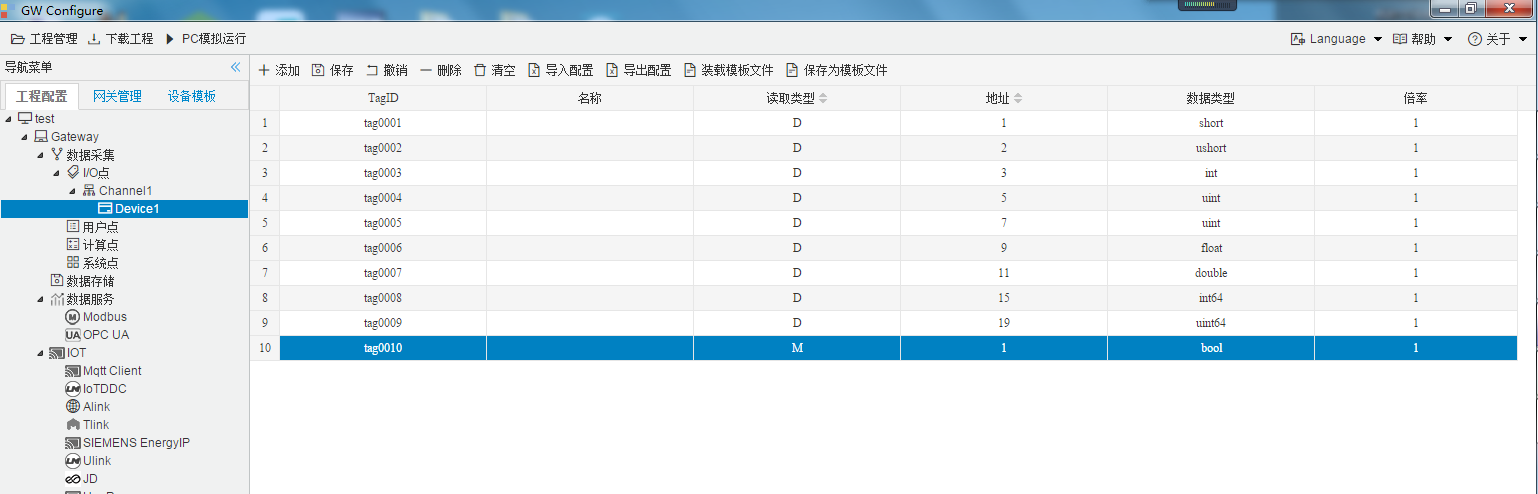 GW Configure
工程管理 下载工程 PC模拟运行 Language 帮助 关于
导航菜单
添加 保存 撤消 删除 清空 导入配置 导出配置 装载模板文件 保存为模板文件
工程配置 网关管理 设备模板
TagID 名称 读取类型 地址 数据类型 倍率
test
Gateway
数据采集
I/O点
Channel1
Device1
用户点
计算点
系统点
数据存储
数据服务
Modbus
UA OPC UA
IOT
Mqtt Client
IoTDDC
Alink
Tlink
SIEMENS EnergyIP
Ulink
JD
1 tag0001 D 1 short 1
2 tag0002 D 2 ushort 1
3 tag0003 D 3 int 1
4 tag0004 D 5 uint 1
5 tag0005 D 7 uint 1
6 tag0006 D 9 float 1
7 tag0007 D 11 double 1
8 tag0008 D 15 int64 1
9 tag0009 D 19 uint64 1
10 tag0010 M 1 bool 1